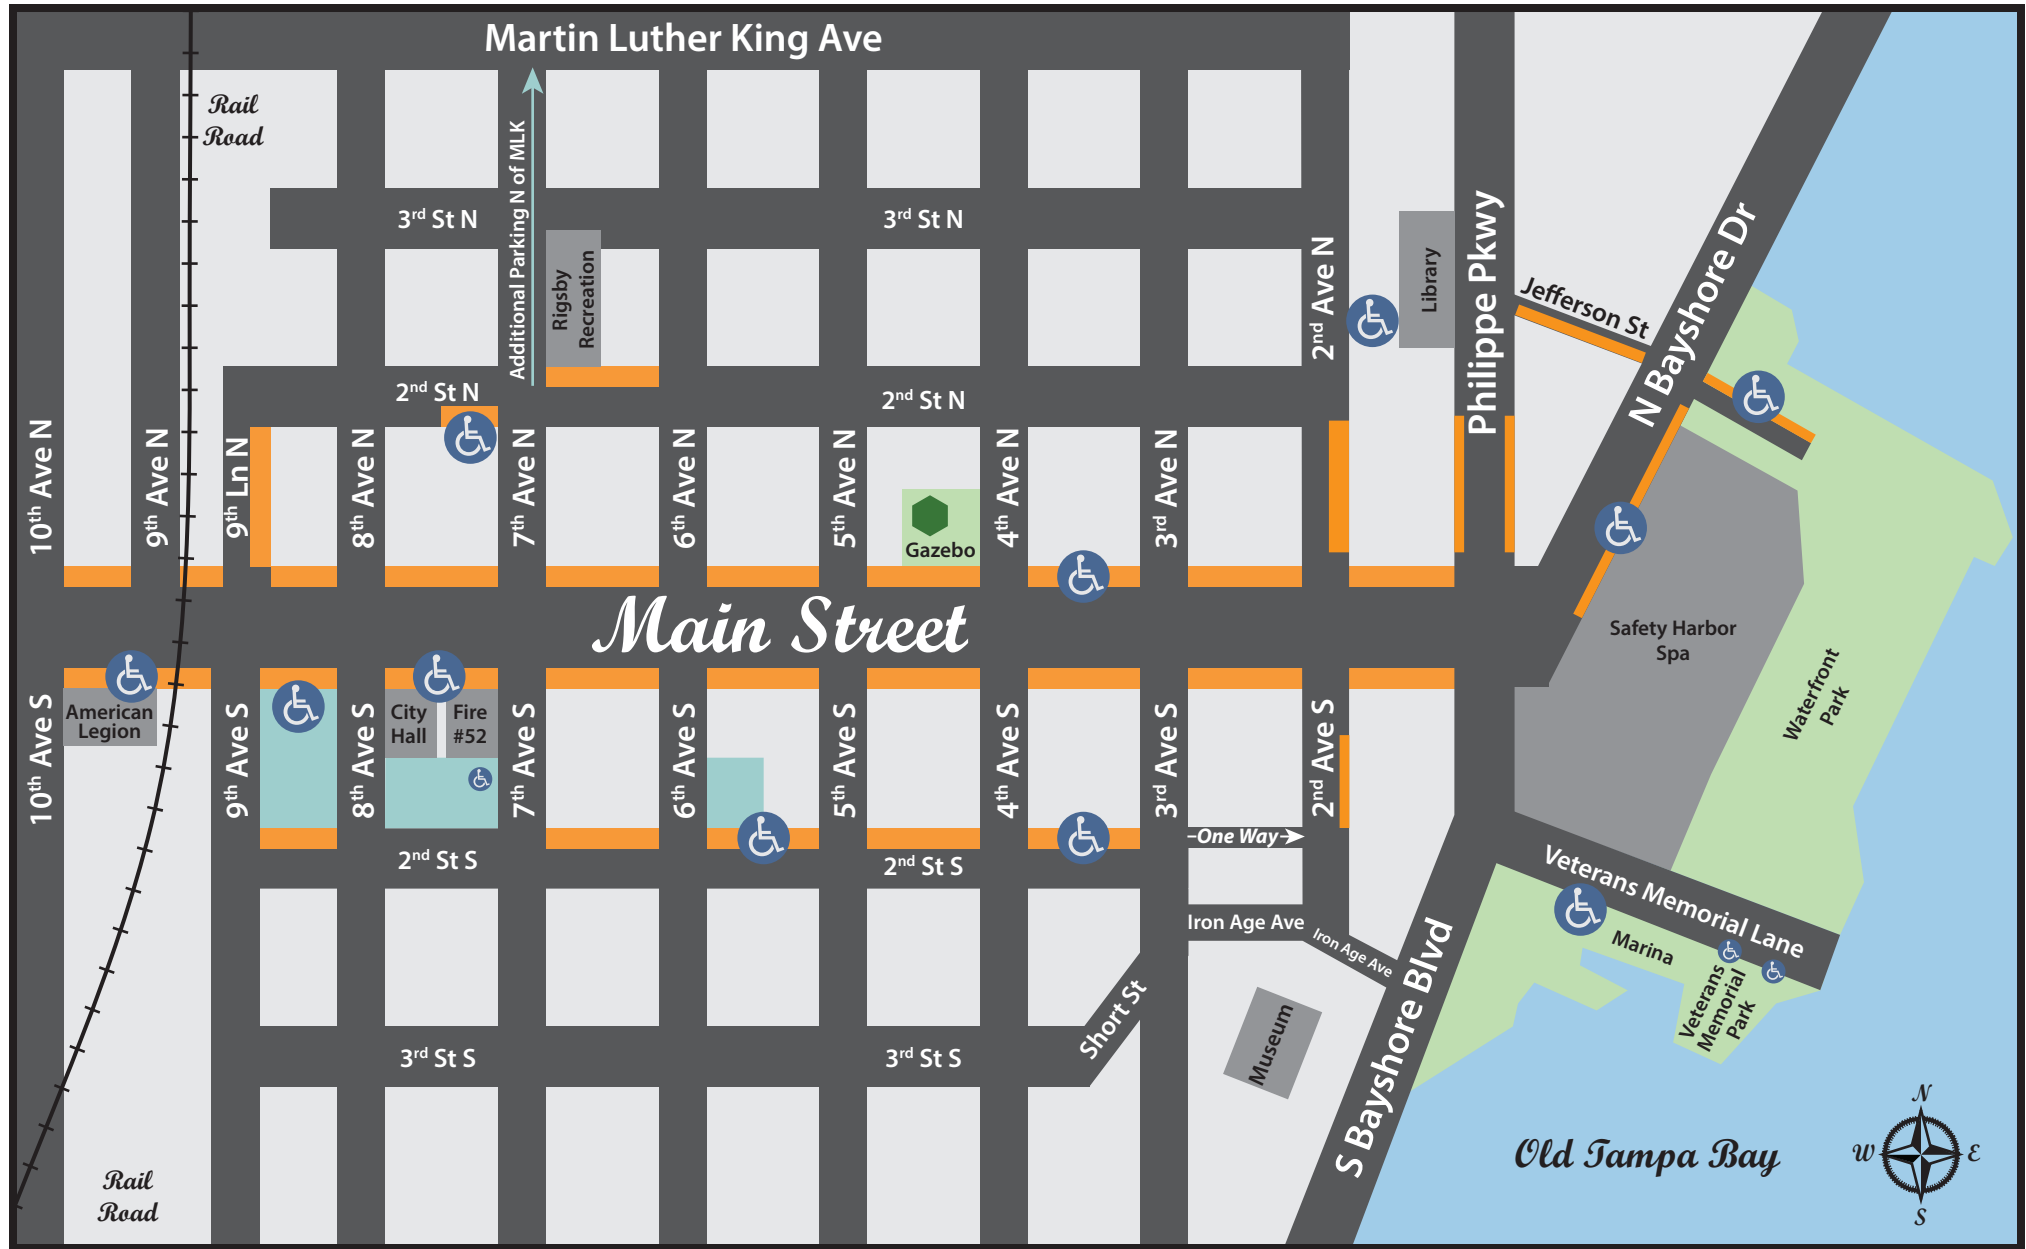 Martin Luther King Ave
Rail
Road
Additional Parking N of MLK
3rd St N
3rd St N
Rigsby
Recreation
2nd Ave N
Library
Philippe Pkwy
Jefferson St
N Bayshore Dr
2nd St N
2nd St N
10th Ave N
9th Ave N
9th Ln N
8th Ave N
7th Ave N
6th Ave N
5th Ave N
Gazebo
4th Ave N
3rd Ave N
Main Street
Safety Harbor
Spa
Waterfront
Park
10th Ave S
American
Legion
9th Ave S
8th Ave S
City
Hall
Fire
#52
7th Ave S
6th Ave S
5th Ave S
4th Ave S
3rd Ave S
2nd Ave S
One Way
2nd St S
2nd St S
Veterans Memorial Lane
Iron Age Ave
Iron Age Ave
Marina
Veterans
Memorial
Park
S Bayshore Blvd
Short St
3rd St S
3rd St S
Museum
Old Tampa Bay
N
W
E
S
Rail
Road